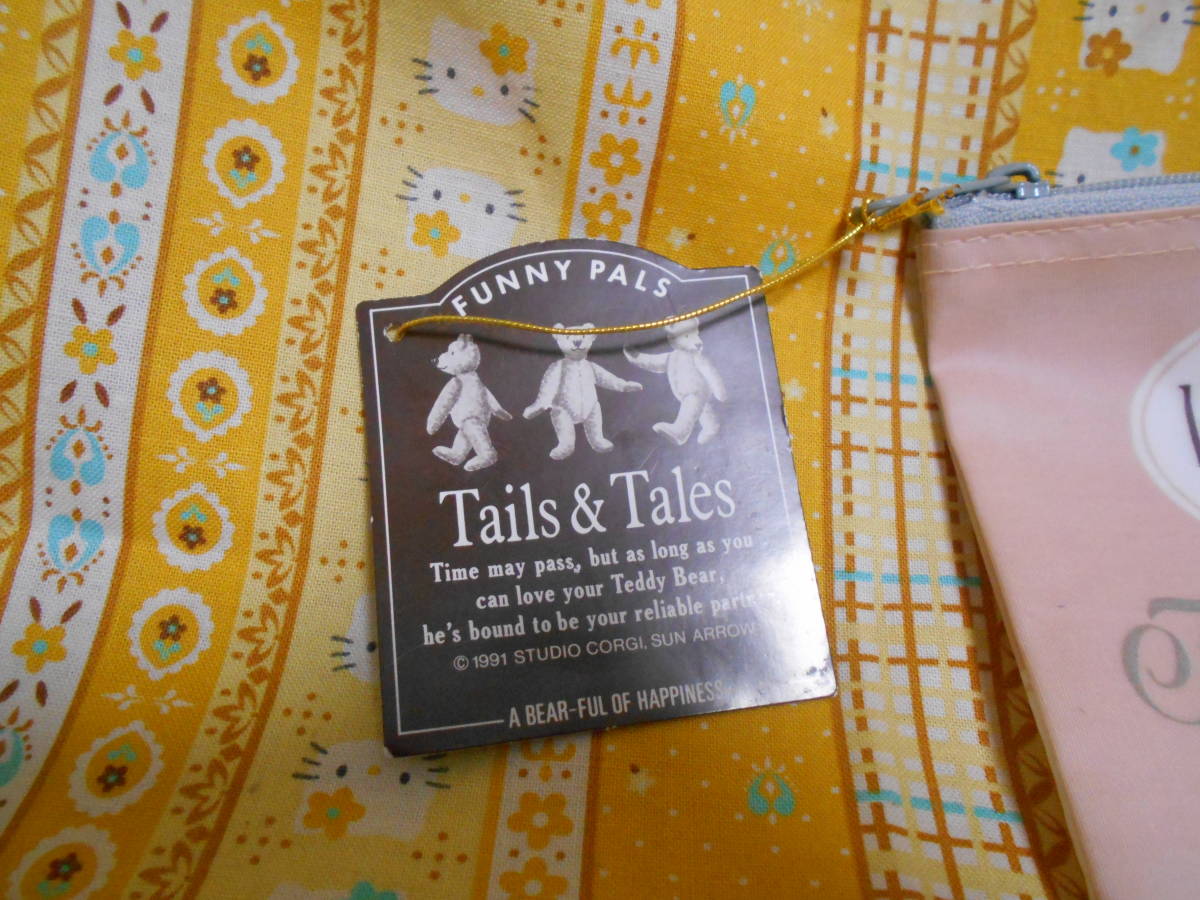 FUNNY PALS
Tails & Tales
Time may pass, but as long as you
can love your Teddy Bear,
he's bound to be your reliable
© 1991 STUDIO CORGI, SUN ARROW
A BEAR-FUL OF HAPPINESS